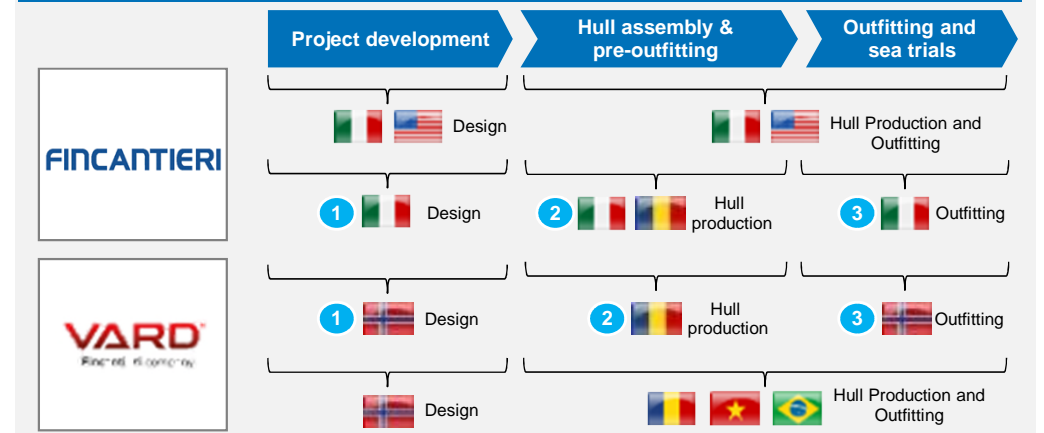 Project development
Hull assembly &
pre-outfitting
Outfitting and
sea trials
FINCANTIERI
Design
Hull Production and
Outfitting
1
Design
2
Hull
production
3
Outfitting
VARD
1
Design
2
Hull
production
3
Outfitting
Design
Hull Production and
Outfitting